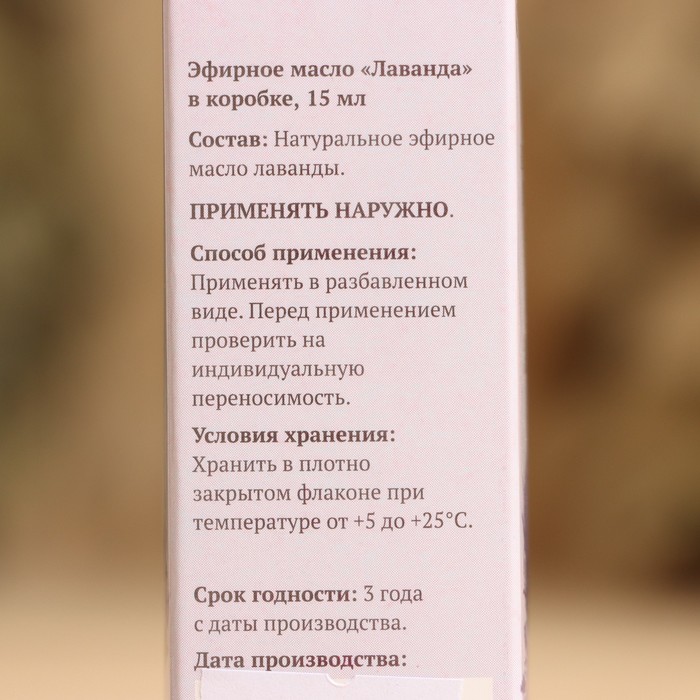 Эфирное масло «Лаванда»
в коробке, 15 мл
Состав: Натуральное эфирное
масло лаванды.
ПРИМЕНЯТЬ НАРУЖНО.
Способ применения:
Применять в разбавленном
виде. Перед применением
проверить на
индивидуальную
переносимость.
Условия хранения:
Хранить в плотно
закрытом флаконе при
температуре от +5 до +25°С.
Срок годности: 3 года
с даты производства.
Дата производства: